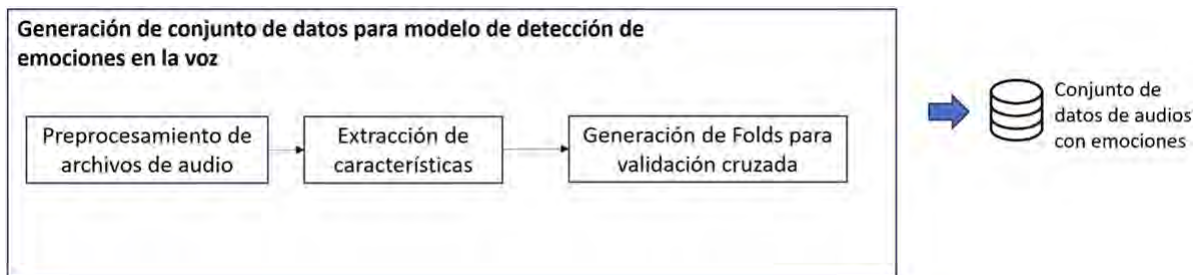 Generación de conjunto de datos para modelo de detección de
emociones en la voz
Preprocesamiento de
archivos de audio
Extracción de
características
Generación de Folds para
validación cruzada
Conjunto de
datos de audios
con emociones